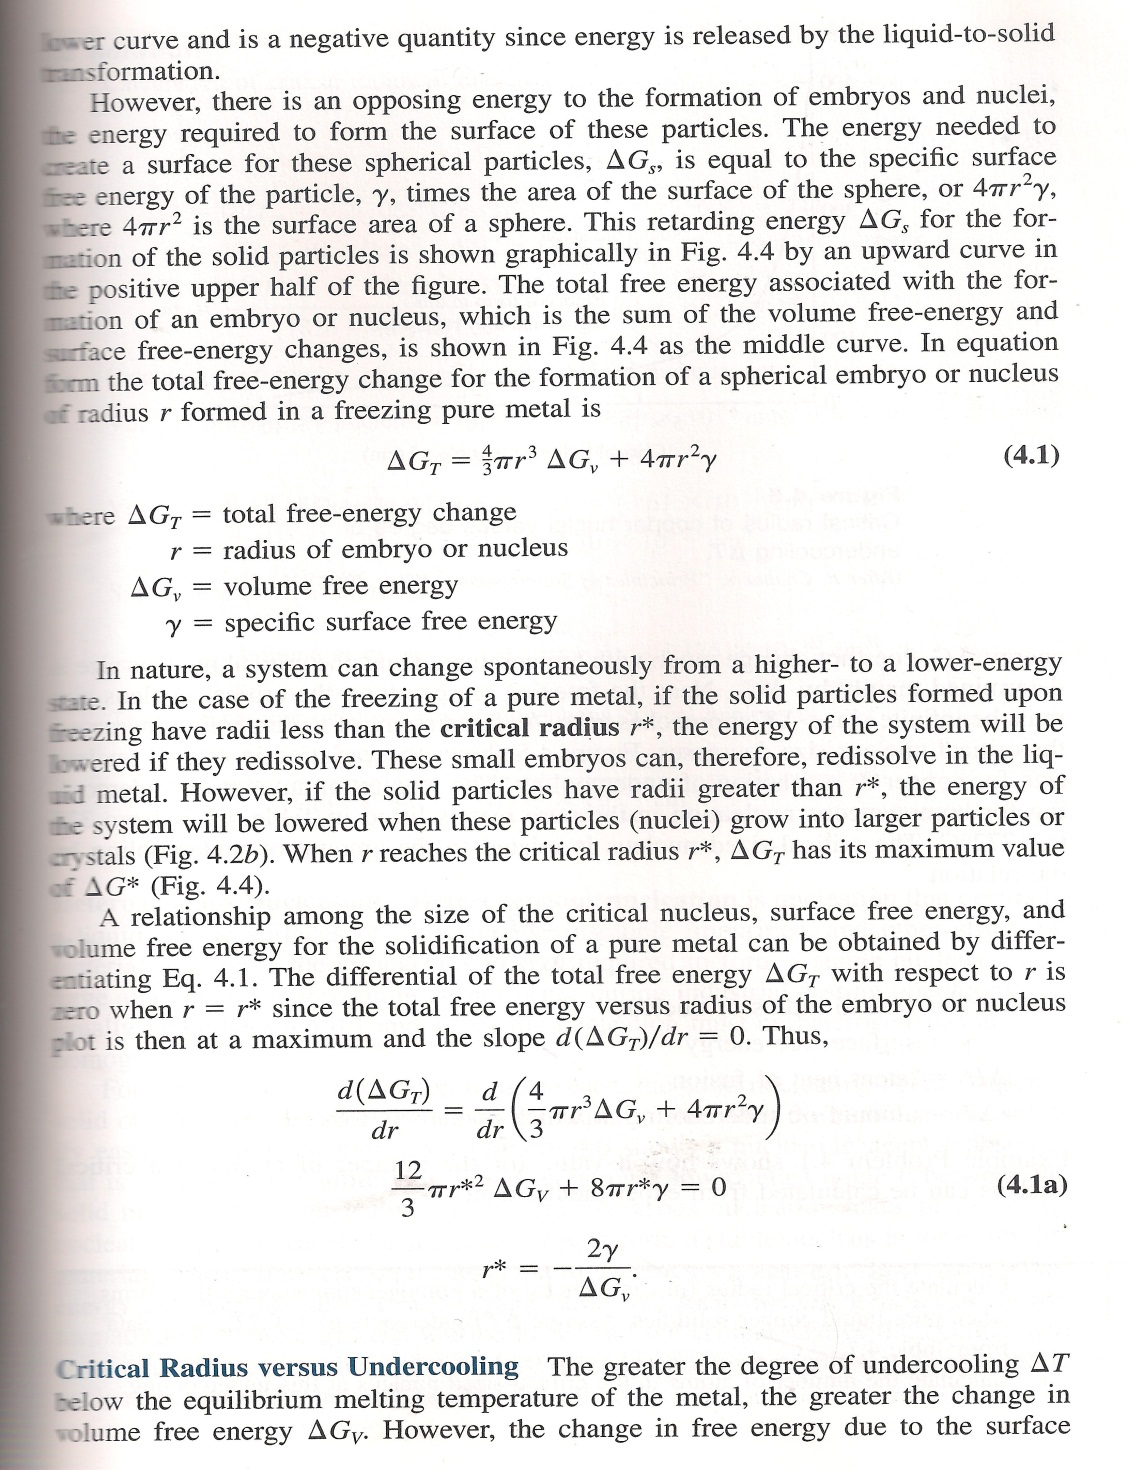 lower curve and is a negative quantity since energy is released by the liquid-to-solid
transformation.
However, there is an opposing energy to the formation of embryos and nuclei,
the energy required to form the surface of these particles. The energy needed to
create a surface for these spherical particles, ΔGₛ, is equal to the specific surface
free energy of the particle, γ, times the area of the surface of the sphere, or 4πr²γ,
where 4πr² is the surface area of a sphere. This retarding energy ΔGₛ for the for-
mation of the solid particles is shown graphically in Fig. 4.4 by an upward curve in
the positive upper half of the figure. The total free energy associated with the for-
mation of an embryo or nucleus, which is the sum of the volume free-energy and
surface free-energy changes, is shown in Fig. 4.4 as the middle curve. In equation
form the total free-energy change for the formation of a spherical embryo or nucleus
of radius r formed in a freezing pure metal is
ΔG_T = 4/3 πr³ ΔG_v + 4πr²γ (4.1)
where ΔG_T = total free-energy change
r = radius of embryo or nucleus
ΔG_v = volume free energy
γ = specific surface free energy
In nature, a system can change spontaneously from a higher- to a lower-energy
state. In the case of the freezing of a pure metal, if the solid particles formed upon
freezing have radii less than the critical radius r*, the energy of the system will be
lowered if they redissolve. These small embryos can, therefore, redissolve in the liq-
uid metal. However, if the solid particles have radii greater than r*, the energy of
the system will be lowered when these particles (nuclei) grow into larger particles or
crystals (Fig. 4.2b). When r reaches the critical radius r*, ΔG_T has its maximum value
of ΔG* (Fig. 4.4).
A relationship among the size of the critical nucleus, surface free energy, and
volume free energy for the solidification of a pure metal can be obtained by differ-
entiating Eq. 4.1. The differential of the total free energy ΔG_T with respect to r is
zero when r = r* since the total free energy versus radius of the embryo or nucleus
plot is then at a maximum and the slope d(ΔG_T)/dr = 0. Thus,
d(ΔG_T)/dr = d/dr (4/3 πr³ΔG_v + 4πr²γ)
12/3 πr*² ΔG_V + 8πr*γ = 0 (4.1a)
r* = −2γ/ΔG_v.
Critical Radius versus Undercooling The greater the degree of undercooling ΔT
below the equilibrium melting temperature of the metal, the greater the change in
volume free energy ΔG_V. However, the change in free energy due to the surface